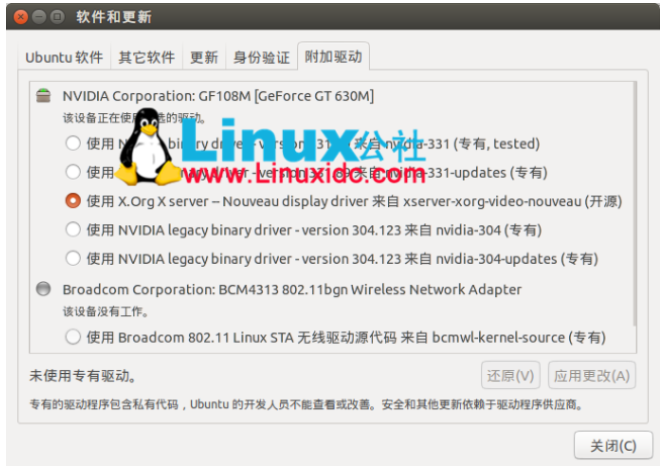 软件和更新
Ubuntu 软件 其它软件 更新 身份验证 附加驱动
NVIDIA Corporation: GF108M [GeForce GT 630M]
该设备正在使用 选的驱动。
使用 binary driver - version 来自 nvidia-331 (专有, tested)
使用 binary driver - version 331.89 来自 nvidia-331-updates (专有)
Linux公社
www.Linuxidc.com
使用 X.Org X server – Nouveau display driver 来自 xserver-xorg-video-nouveau (开源)
使用 NVIDIA legacy binary driver - version 304.123 来自 nvidia-304 (专有)
使用 NVIDIA legacy binary driver - version 304.123 来自 nvidia-304-updates (专有)
Broadcom Corporation: BCM4313 802.11bgn Wireless Network Adapter
该设备没有工作。
使用 Broadcom 802.11 Linux STA 无线驱动源代码 来自 bcmwl-kernel-source (专有)
未使用专有驱动。 还原(V) 应用更改(A)
专有的驱动程序包含私有代码，Ubuntu 的开发人员不能查看或改善。安全和其他更新依赖于驱动程序供应商。
关闭(C)